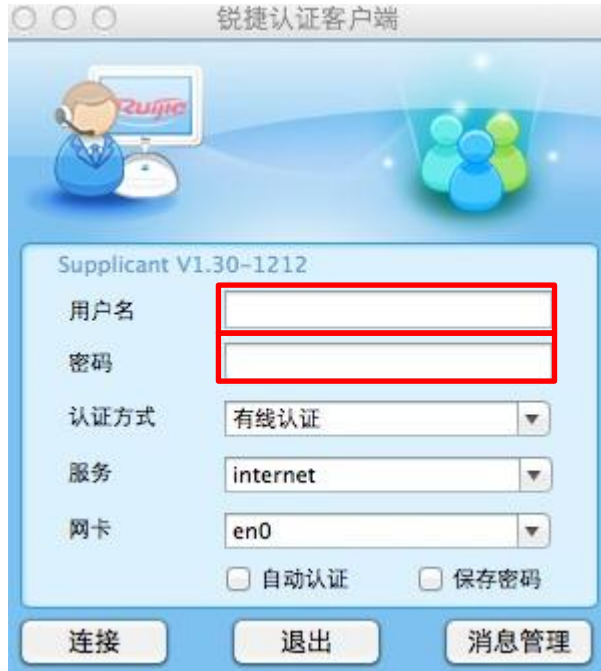 锐捷认证客户端
Ruijie
Supplicant V1.30-1212
用户名
密码
认证方式 有线认证
服务 internet
网卡 en0
自动认证 保存密码
连接 退出 消息管理